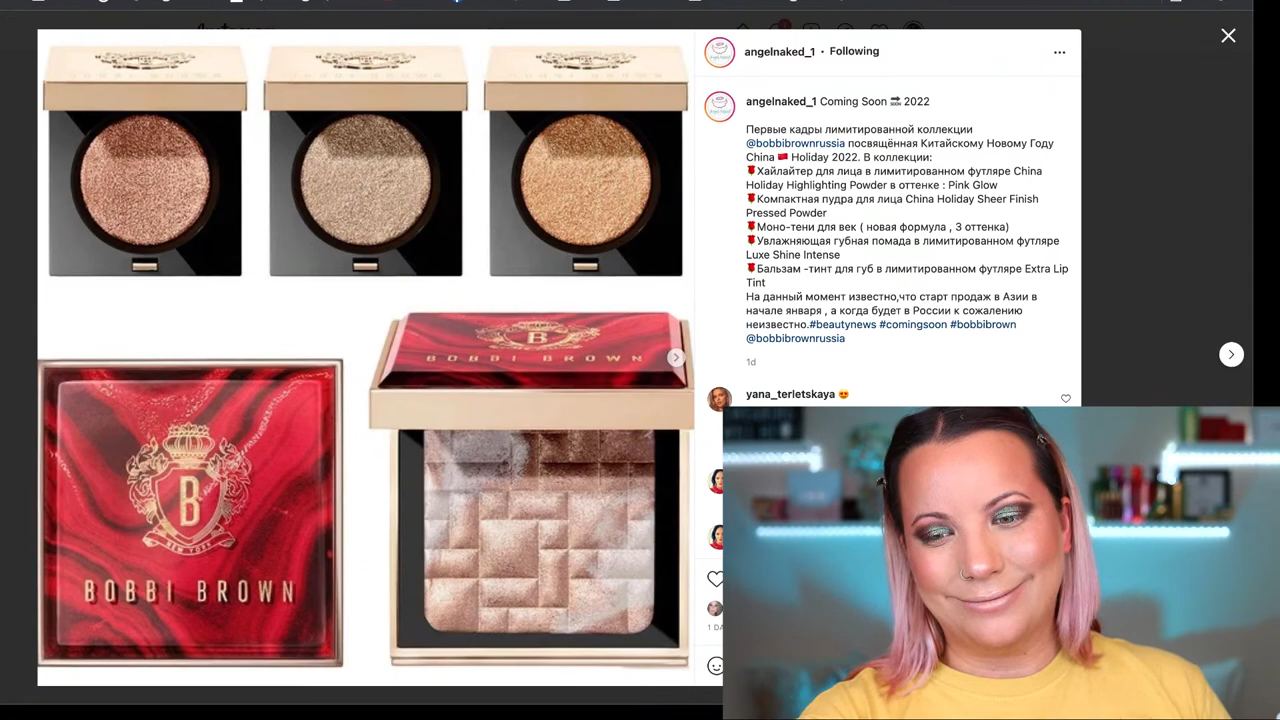 angelnaked_1 • Following
angelnaked_1 Coming Soon 🔜 2022
Первые кадры лимитированной коллекции
@bobbibrownrussia посвящённая Китайскому Новому Году
China 🇨🇳 Holiday 2022. В коллекции:
🌹Хайлайтер для лица в лимитированном футляре China
Holiday Highlighting Powder в оттенке : Pink Glow
🌹Компактная пудра для лица China Holiday Sheer Finish
Pressed Powder
🌹Моно-тени для век ( новая формула , 3 оттенка)
🌹Увлажняющая губная помада в лимитированном футляре
Luxe Shine Intense
🌹Бальзам -тинт для губ в лимитированном футляре Extra Lip
Tint
На данный момент известно,что старт продаж в Азии в
начале января , а когда будет в России к сожалению
неизвестно.#beautynews #comingsoon #bobbibrown
@bobbibrownrussia
1d
yana_terletskaya 😍
B
BOBBI BROWN
B
NEW YORK
BOBBI BROWN